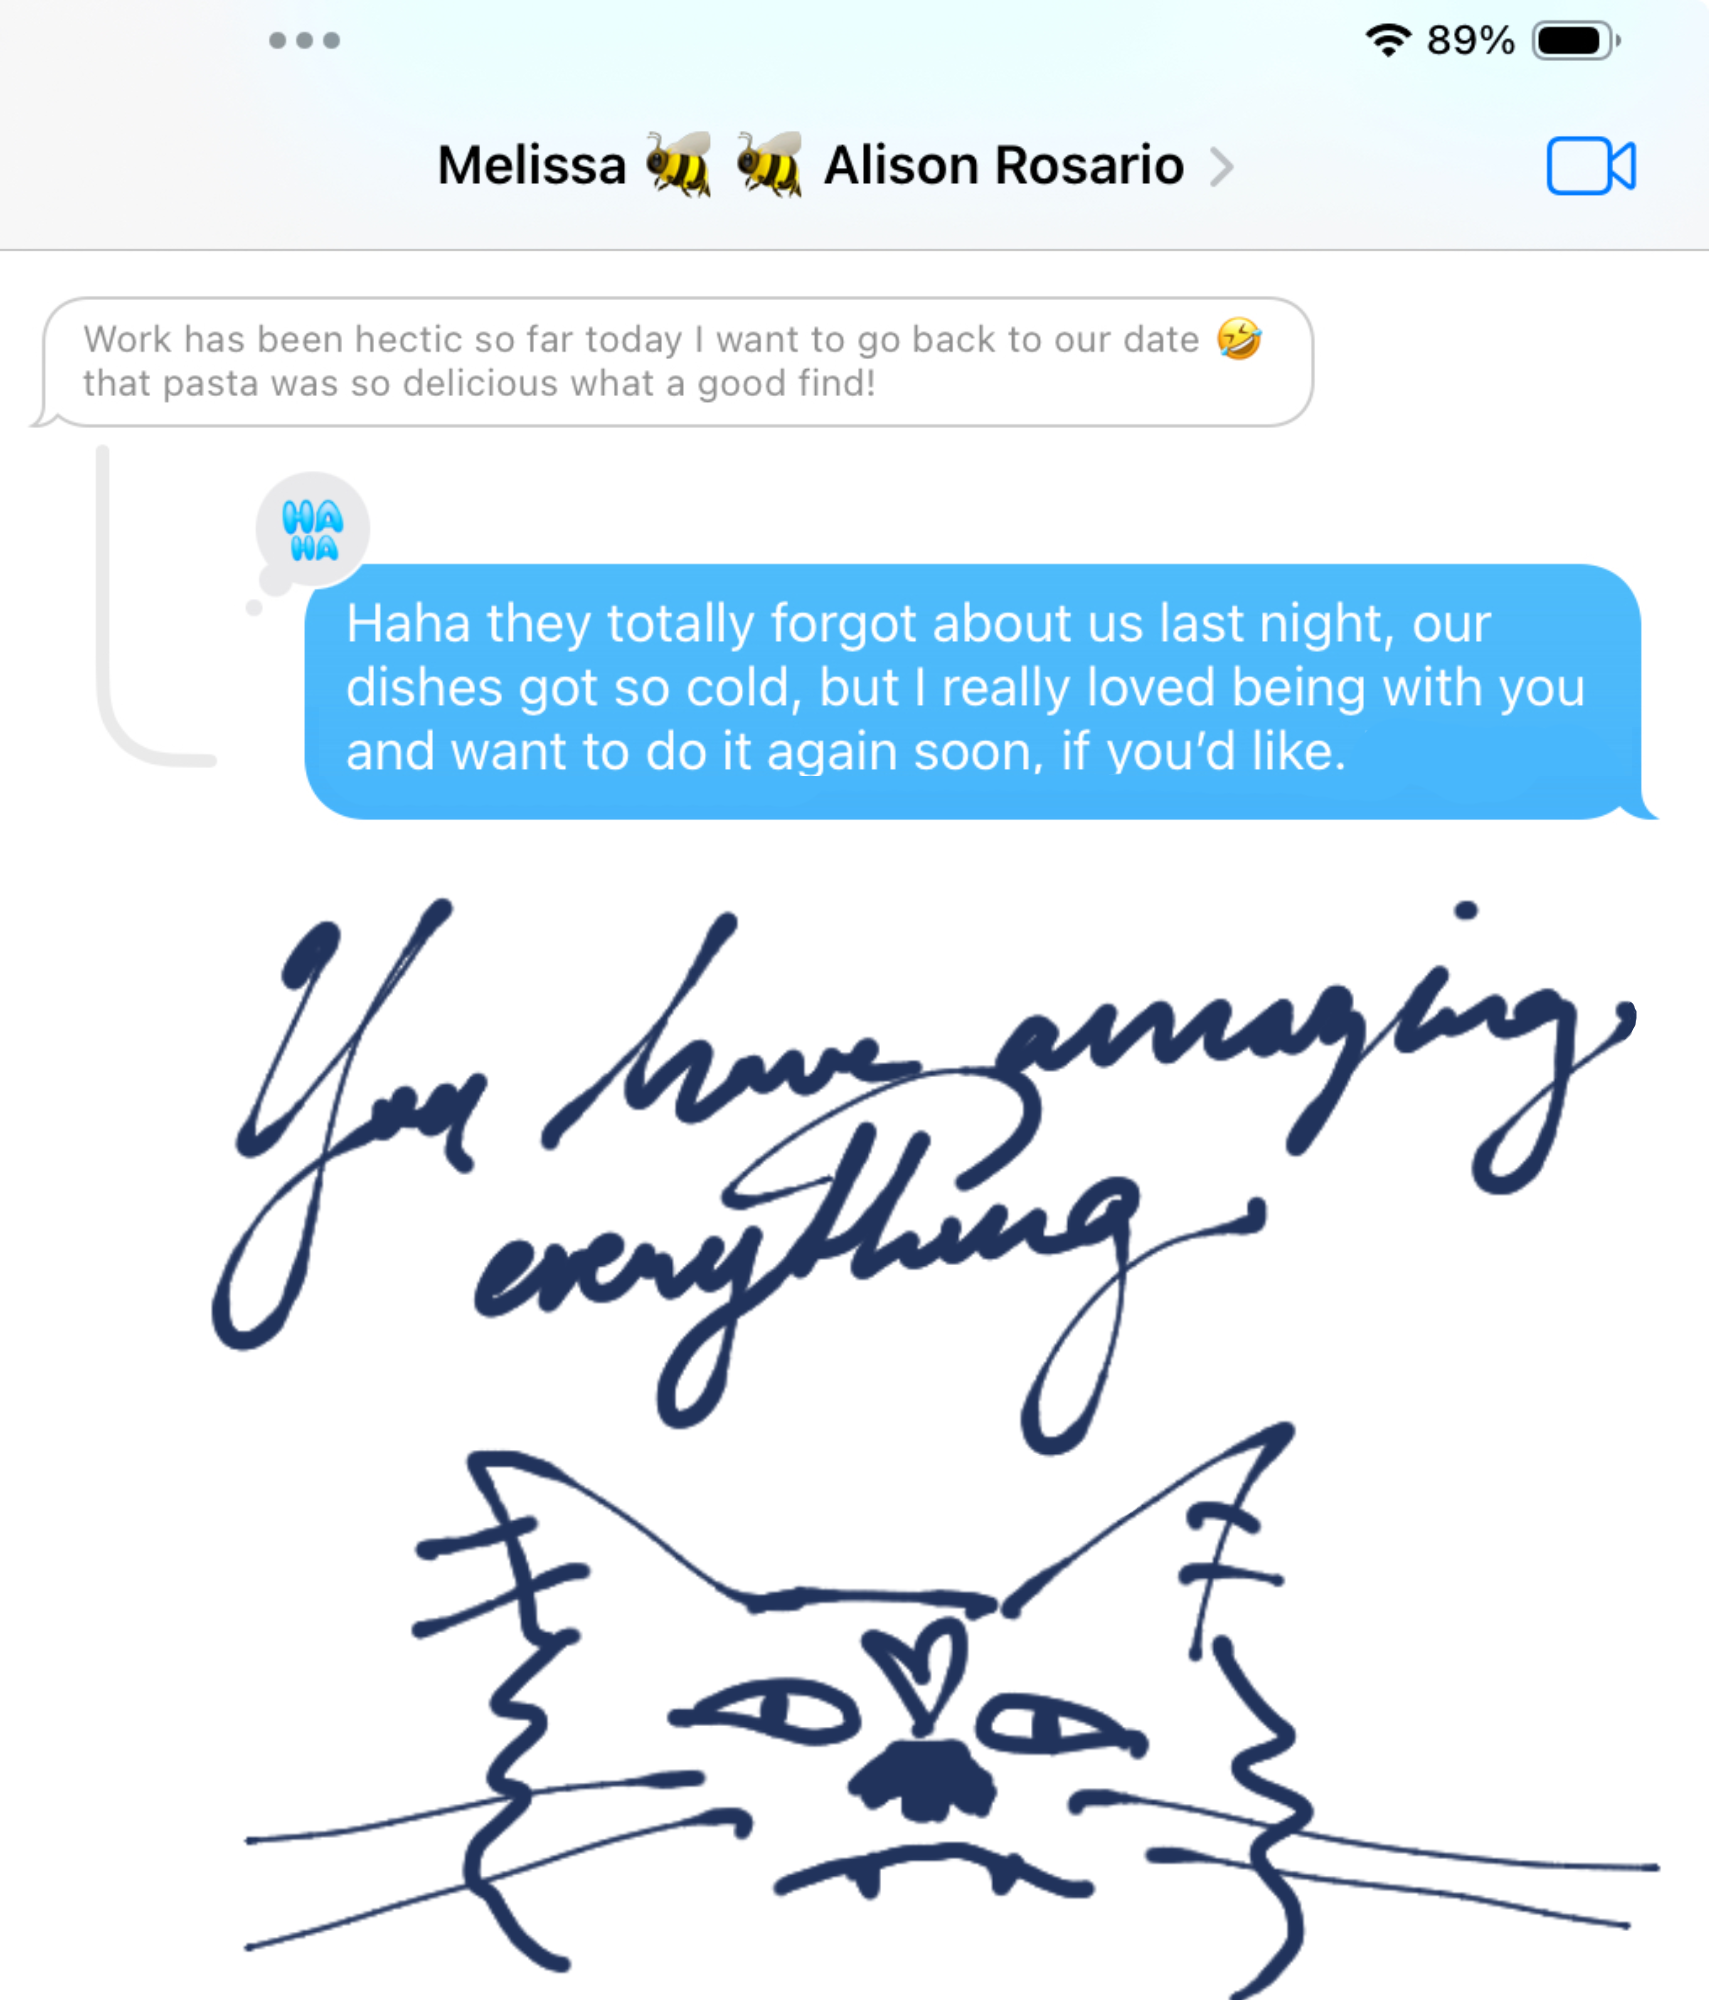 89%
Melissa 🐝 🐝 Alison Rosario
Work has been hectic so far today I want to go back to our date 🤣
that pasta was so delicious what a good find!
HA
HA
Haha they totally forgot about us last night, our
dishes got so cold, but I really loved being with you
and want to do it again soon, if you’d like.
You have amazing
everything